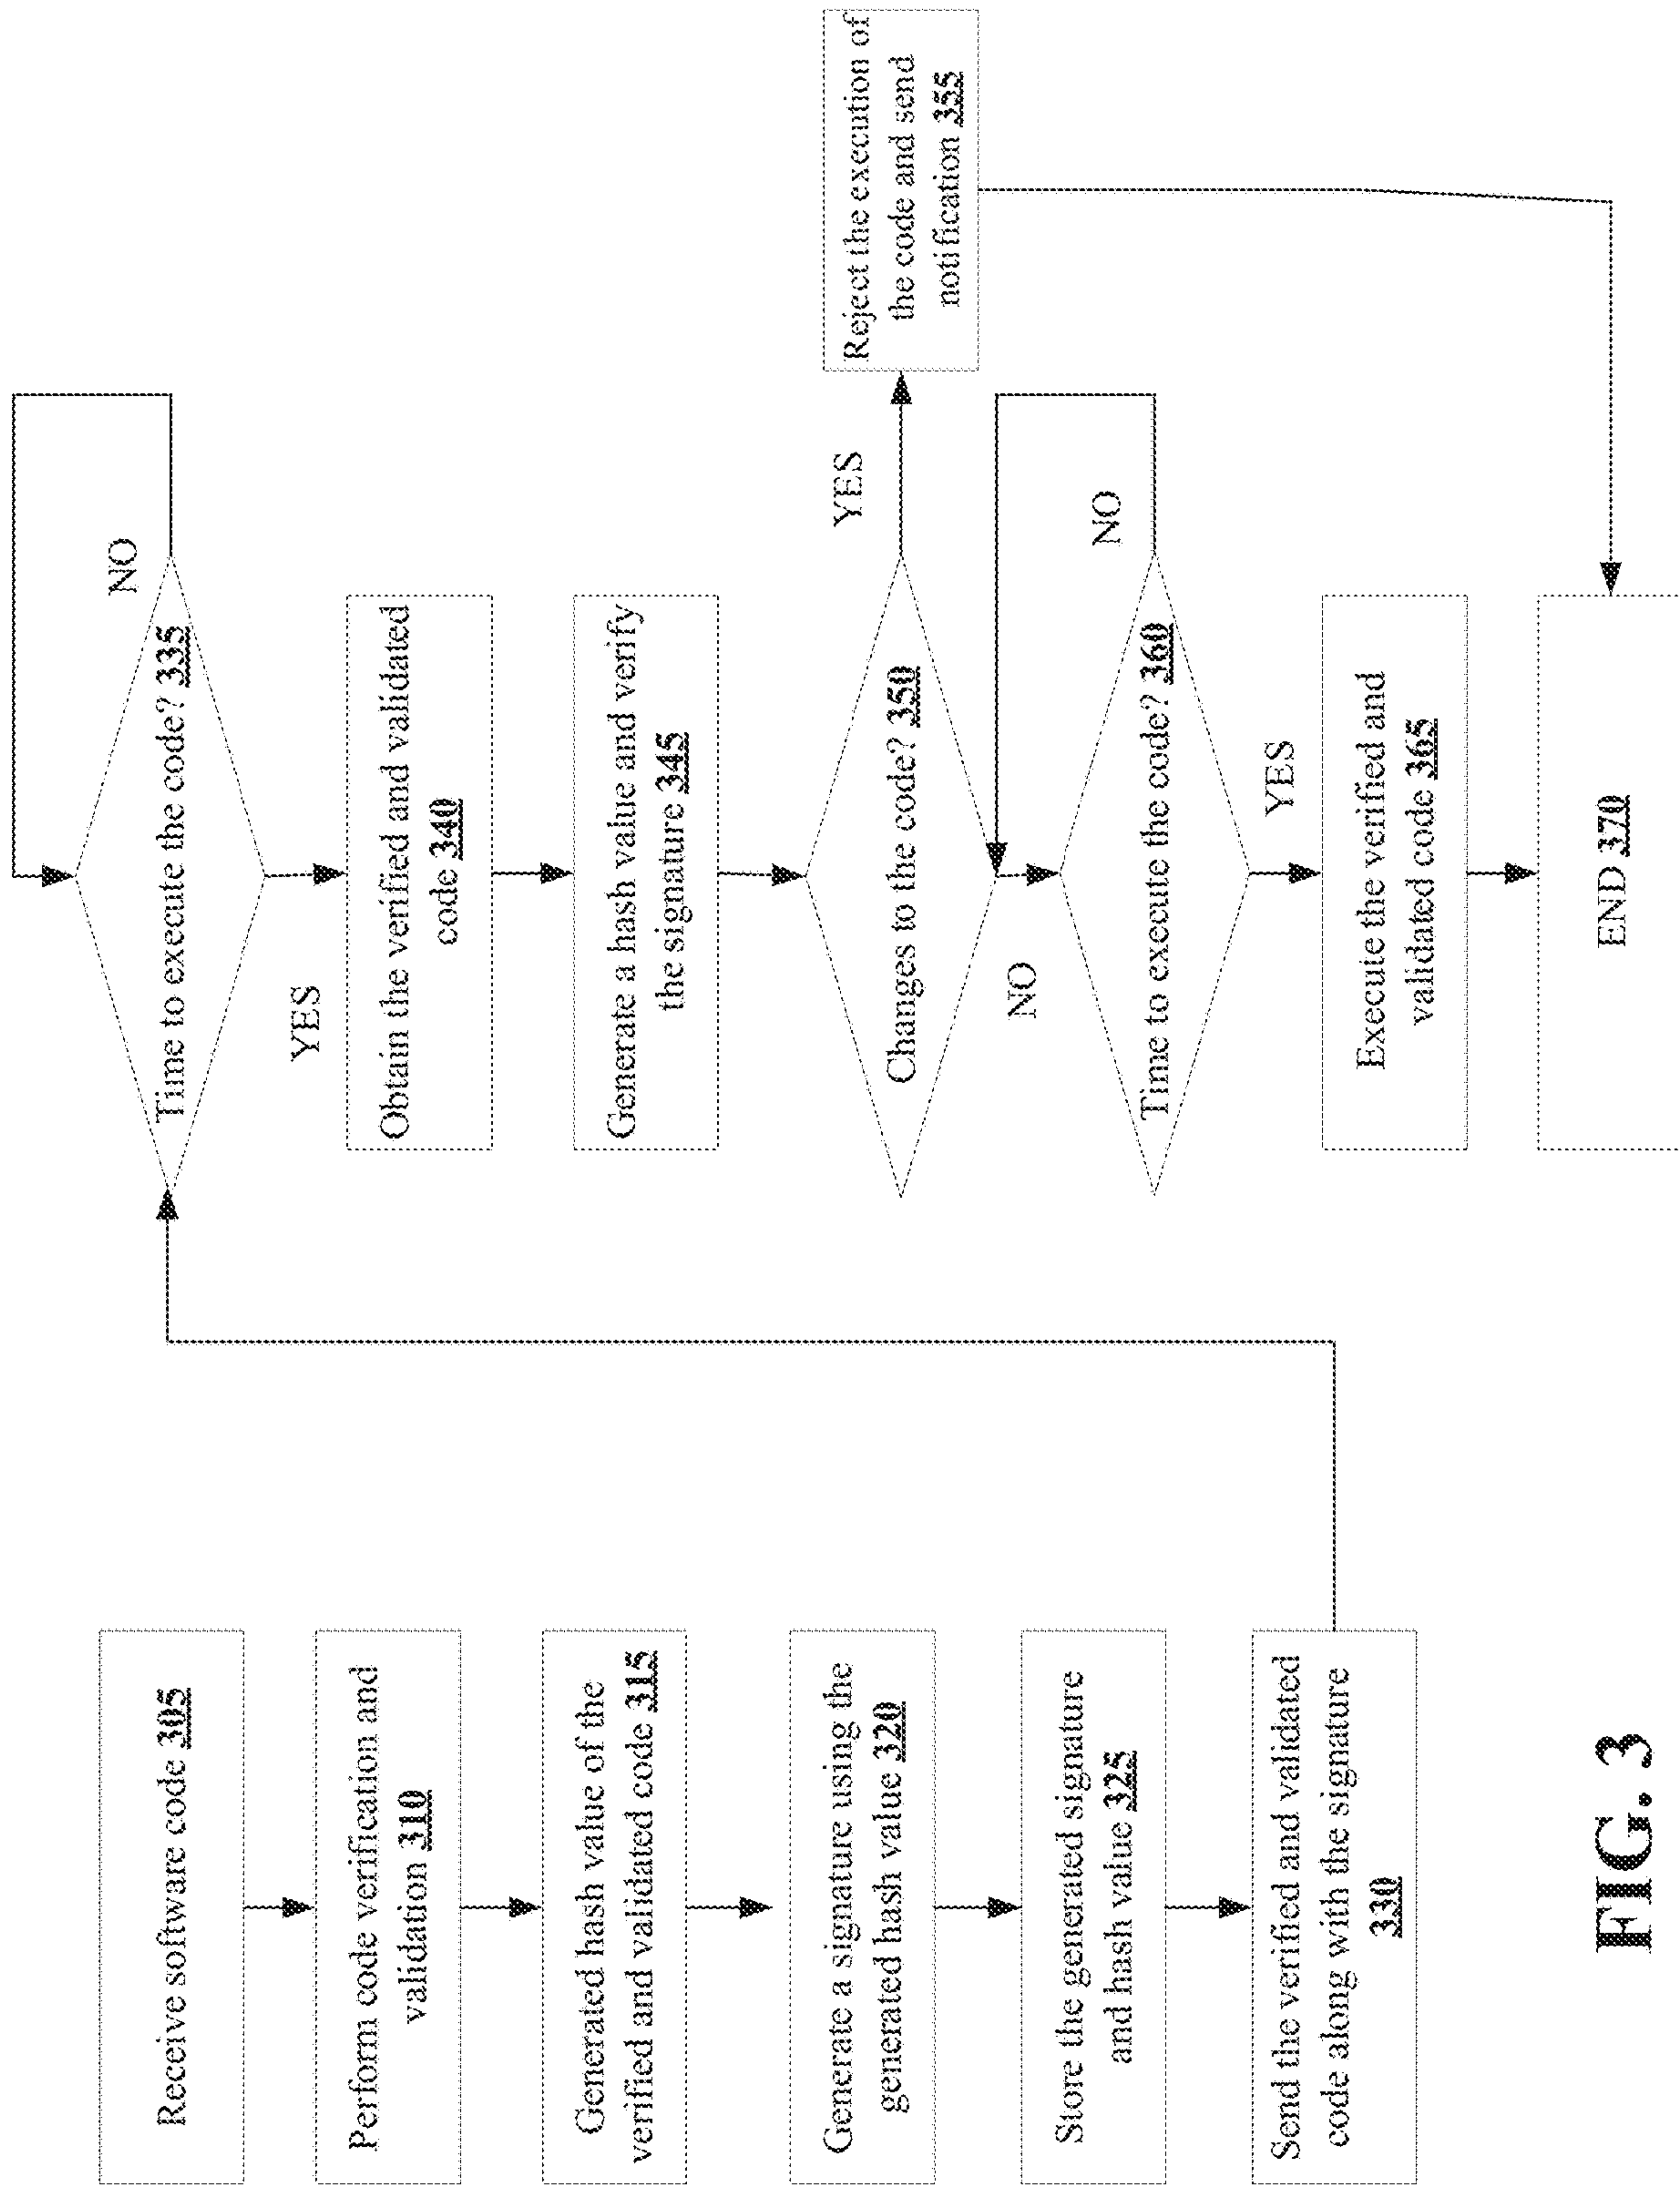 Receive software code 305
Perform code verification and
validation 310
Generated hash value of the
verified and validated code 315
Generate a signature using the
generated hash value 320
Store the generated signature
and hash value 325
Send the verified and validated
code along with the signature
330
Time to execute the code? 335
NO
YES
Obtain the verified and validated
code 340
Generate a hash value and verify
the signature 345
Changes to the code? 350
YES
Reject the execution of
the code and send
notification 355
NO
Time to execute the code? 360
NO
YES
Execute the verified and
validated code 365
END 370
FIG. 3